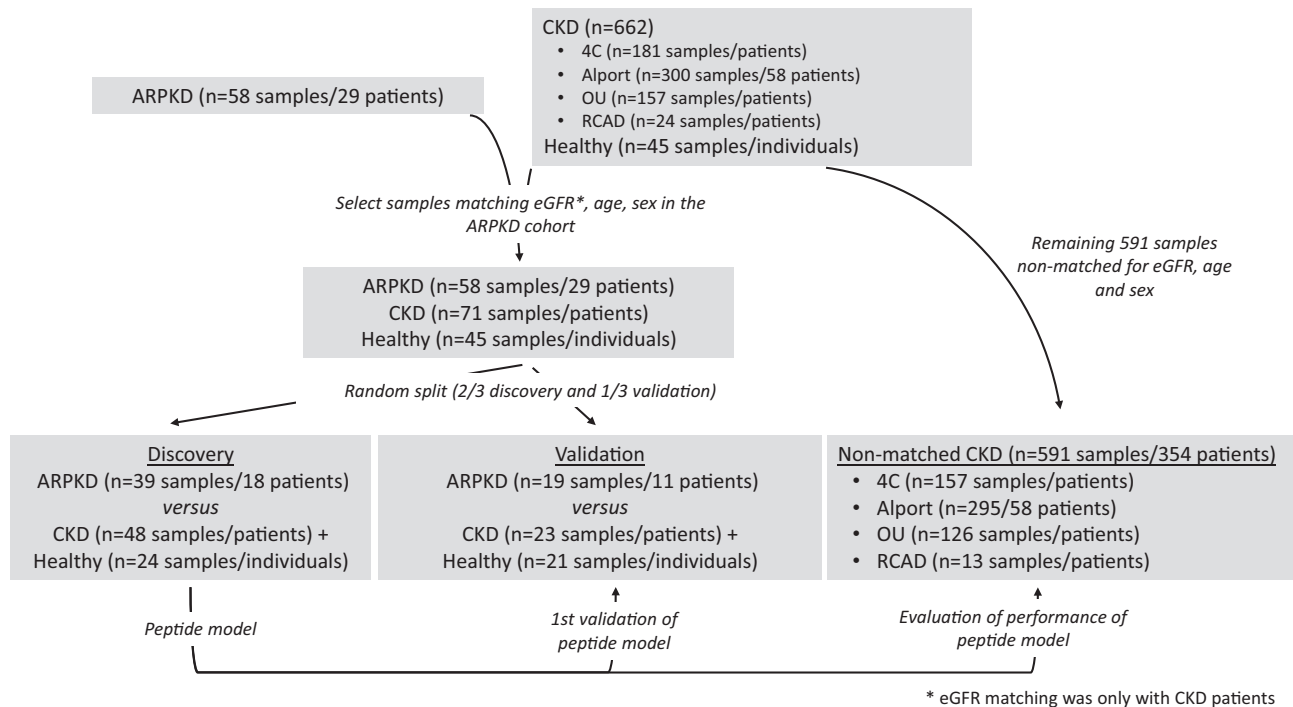 CKD (n=662)
• 4C (n=181 samples/patients)
• Alport (n=300 samples/58 patients)
• OU (n=157 samples/patients)
• RCAD (n=24 samples/patients)
Healthy (n=45 samples/individuals)
ARPKD (n=58 samples/29 patients)
Select samples matching eGFR*, age, sex in the
ARPKD cohort
Remaining 591 samples
non-matched for eGFR, age
and sex
ARPKD (n=58 samples/29 patients)
CKD (n=71 samples/patients)
Healthy (n=45 samples/individuals)
Random split (2/3 discovery and 1/3 validation)
Discovery
ARPKD (n=39 samples/18 patients)
versus
CKD (n=48 samples/patients) +
Healthy (n=24 samples/individuals)
Validation
ARPKD (n=19 samples/11 patients)
versus
CKD (n=23 samples/patients) +
Healthy (n=21 samples/individuals)
Non-matched CKD (n=591 samples/354 patients)
• 4C (n=157 samples/patients)
• Alport (n=295/58 patients)
• OU (n=126 samples/patients)
• RCAD (n=13 samples/patients)
Peptide model
1st validation of
peptide model
Evaluation of performance of
peptide model
* eGFR matching was only with CKD patients